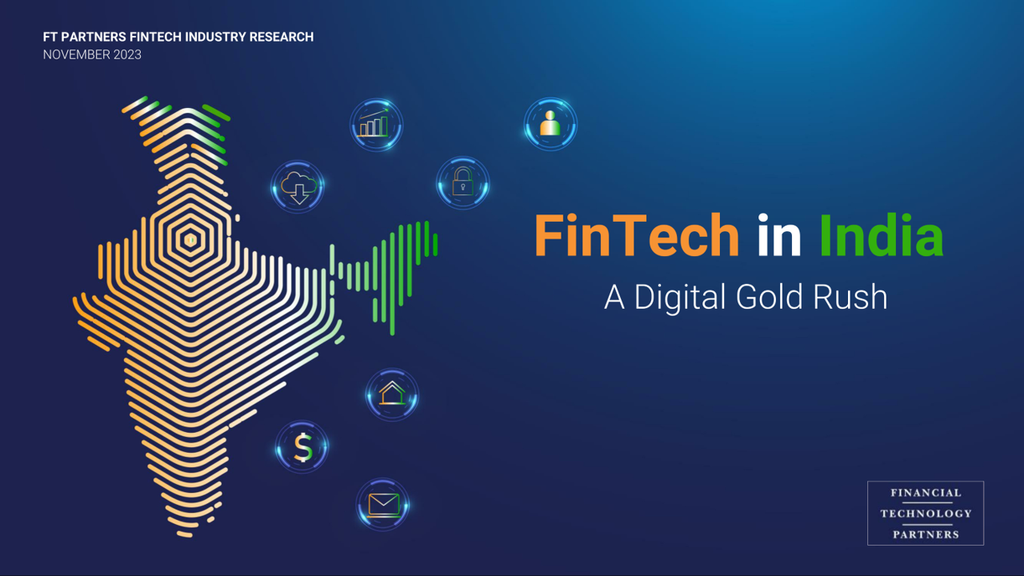 FT PARTNERS FINTECH INDUSTRY RESEARCH
NOVEMBER 2023
FinTech in India
A Digital Gold Rush
$
FINANCIAL
TECHNOLOGY
PARTNERS